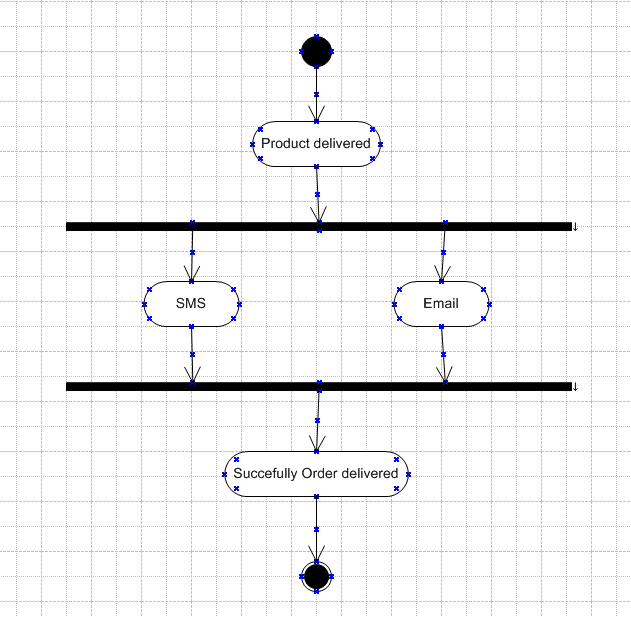 Product delivered
SMS
Email
Succefully Order delivered